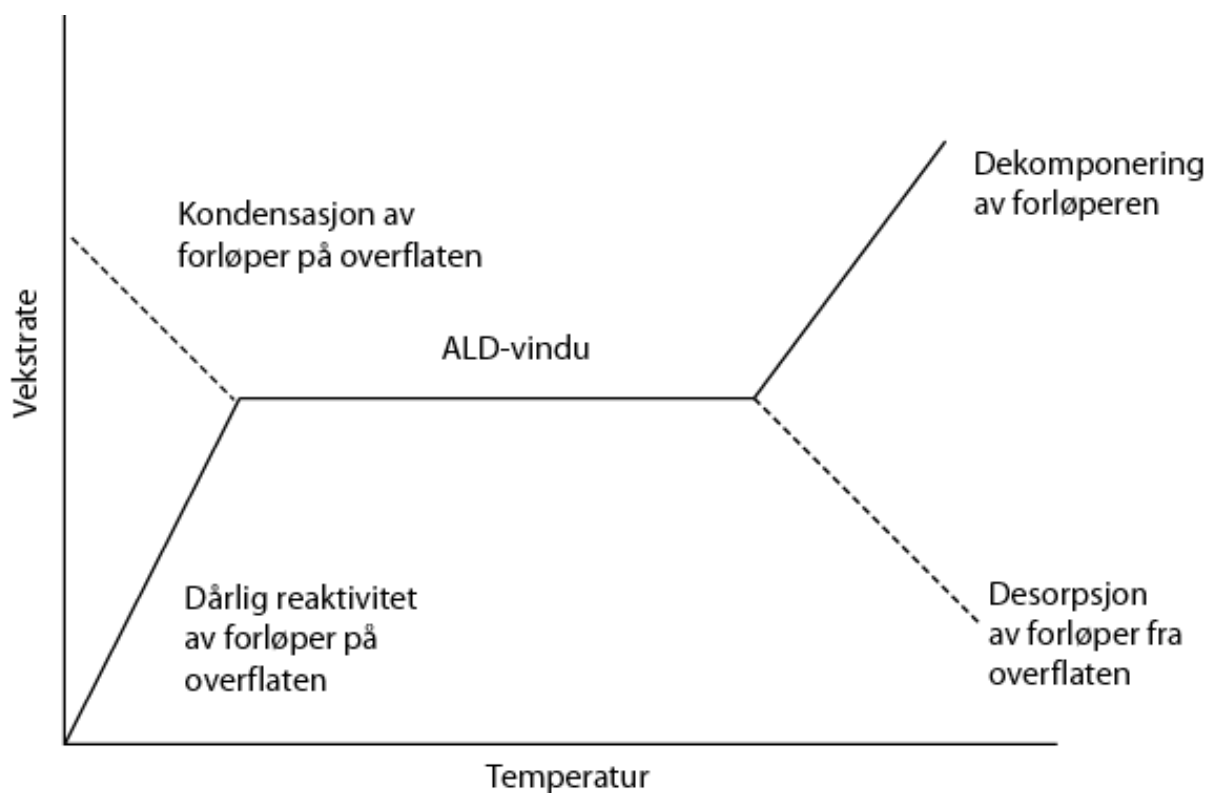 Kondensasjon av
forløper på overflaten
Dekomponering
av forløperen
ALD-vindu
Vekstrate
Dårlig reaktivitet
av forløper på
overflaten
Desorpsjon
av forløper fra
overflaten
Temperatur